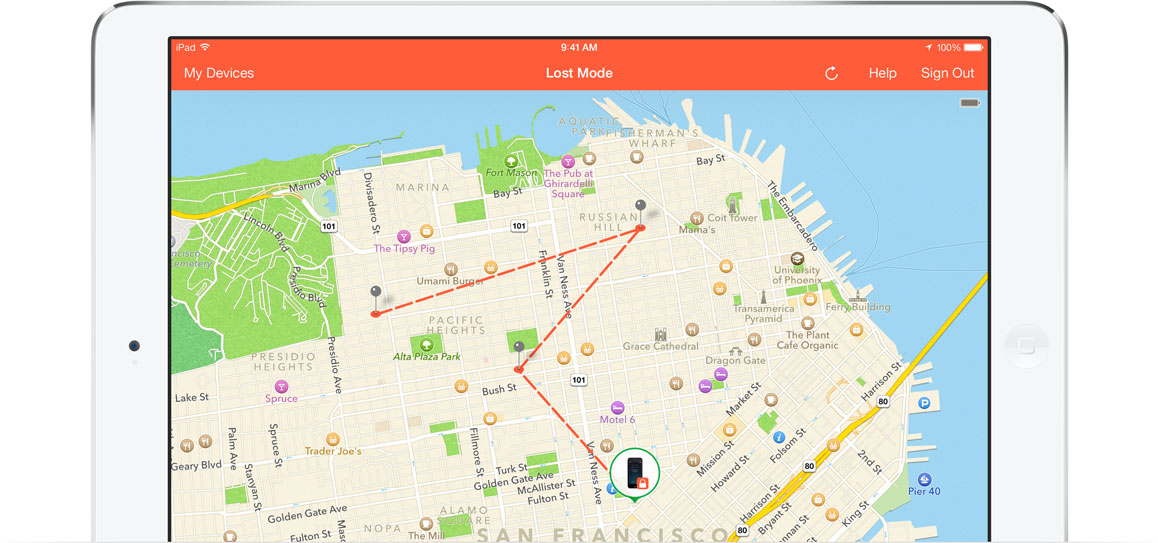 iPad
9:41 AM
100%
My Devices
Lost Mode
Help
Sign Out
AQUATIC
PARK
FISHERMAN'S
WHARF
Fort Mason
The Pub at
Ghirardelli
Square
Bay St
Bay St
Marina Blvd
MARINA
Divisadero St
The Embarcadero
Lincoln Blvd
101
101
RUSSIAN
HILL
Coit Tower
Mama's
The Tipsy Pig
Cemetery
Presidio Blvd
Umami Burger
Franklin St
Van Ness Ave
University
of Phoenix
Transamerica
Pyramid
Ferry Building
PACIFIC
HEIGHTS
Alta Plaza Park
Grace Cathedral
The Plant
Cafe Organic
Dragon Gate
PRESIDIO
HEIGHTS
Presidio Ave
101
Bush St
Lake St
Spruce
Market St
Harrison St
80
Motel 6
Palm Ave
Spruce St
Trader Joe's
Fillmore St
Van Ness Ave
Folsom St
Mission St
Howard St
2nd St
Geary Blvd
Stanyan St
80
P
Turk St
Golden Gate Ave
McAllister St
Fulton St
Pier 40
Harrison St
Bryant St
King St
Golden Gate Ave
ALAMO
SQUARE
NOPA
Fulton St
The Mill
SAN FRANCISCO
80